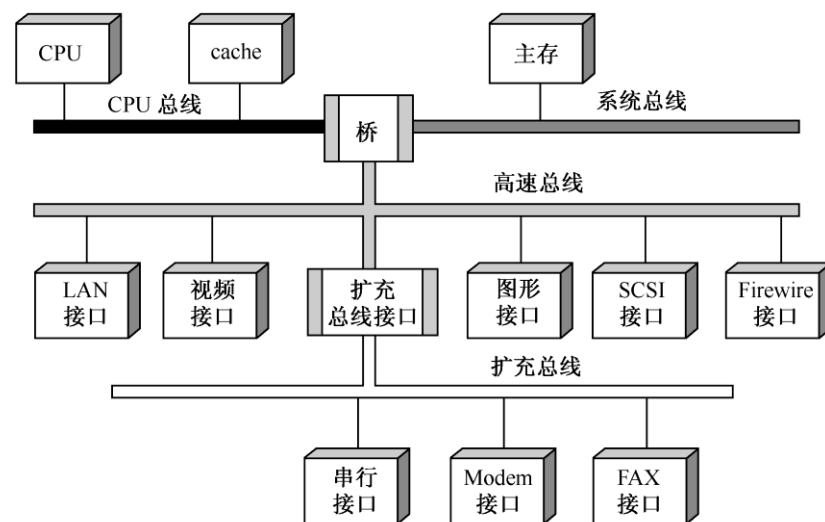 CPU
cache
主存
CPU 总线
系统总线
桥
高速总线
LAN
接口
视频
接口
扩充
总线接口
图形
接口
SCSI
接口
Firewire
接口
扩充总线
串行
接口
Modem
接口
FAX
接口